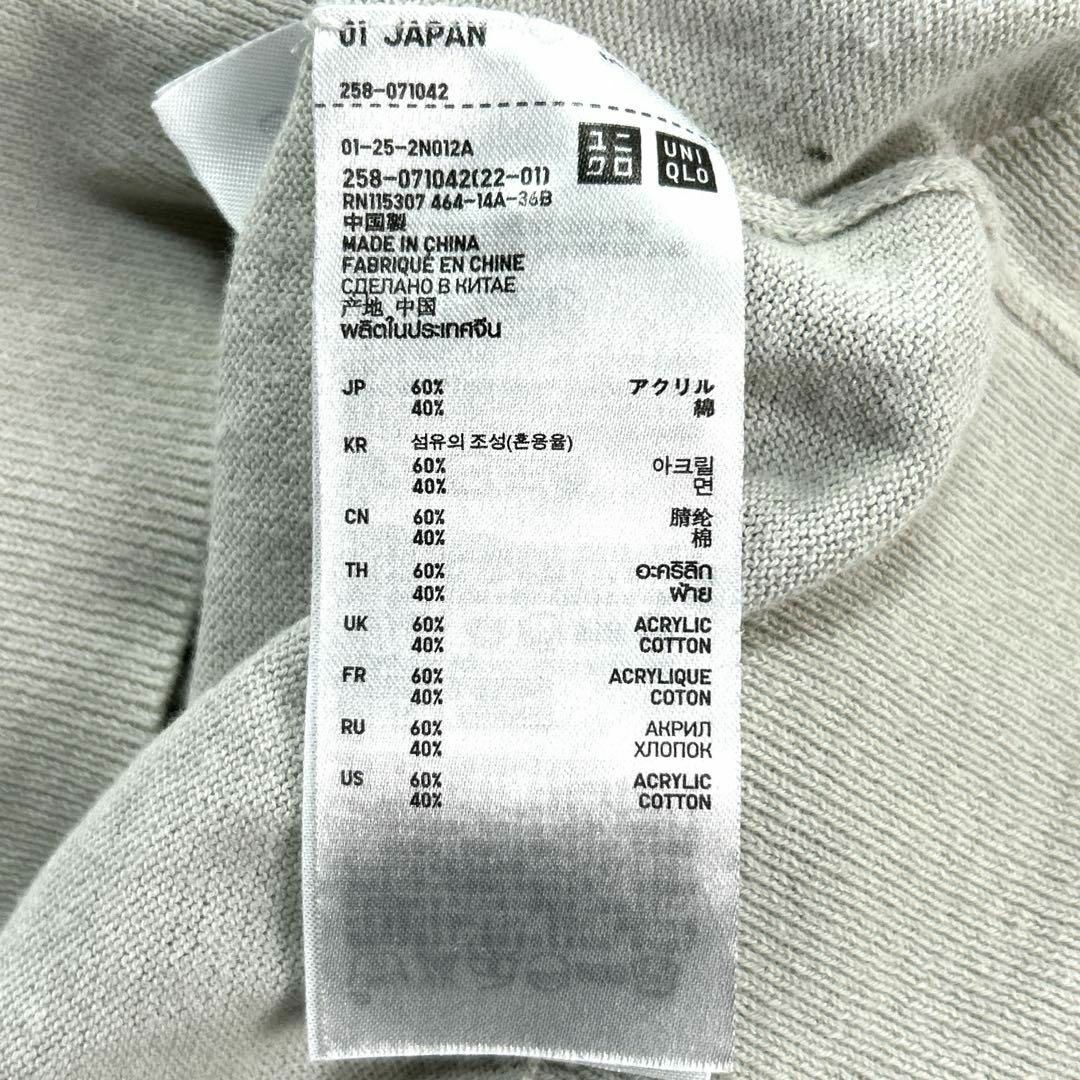 01 JAPAN
258-071042
01-25-2N012A
ユニ
クロ
UNI
QLO
258-071042(22-01)
RN115307 464-14A-36B
中国製
MADE IN CHINA
FABRIQUÉ EN CHINE
СДЕЛАНО В КИТАЕ
产地 中国
ผลิตในประเทศจีน
JP 60% アクリル
40% 綿
KR 섬유의 조성(혼용율)
60% 아크릴
40% 면
CN 60% 腈纶
40% 棉
TH 60% อะคริลิก
40% ฝ้าย
UK 60% ACRYLIC
40% COTTON
FR 60% ACRYLIQUE
40% COTON
RU 60% АКРИЛ
40% ХЛОПОК
US 60% ACRYLIC
40% COTTON